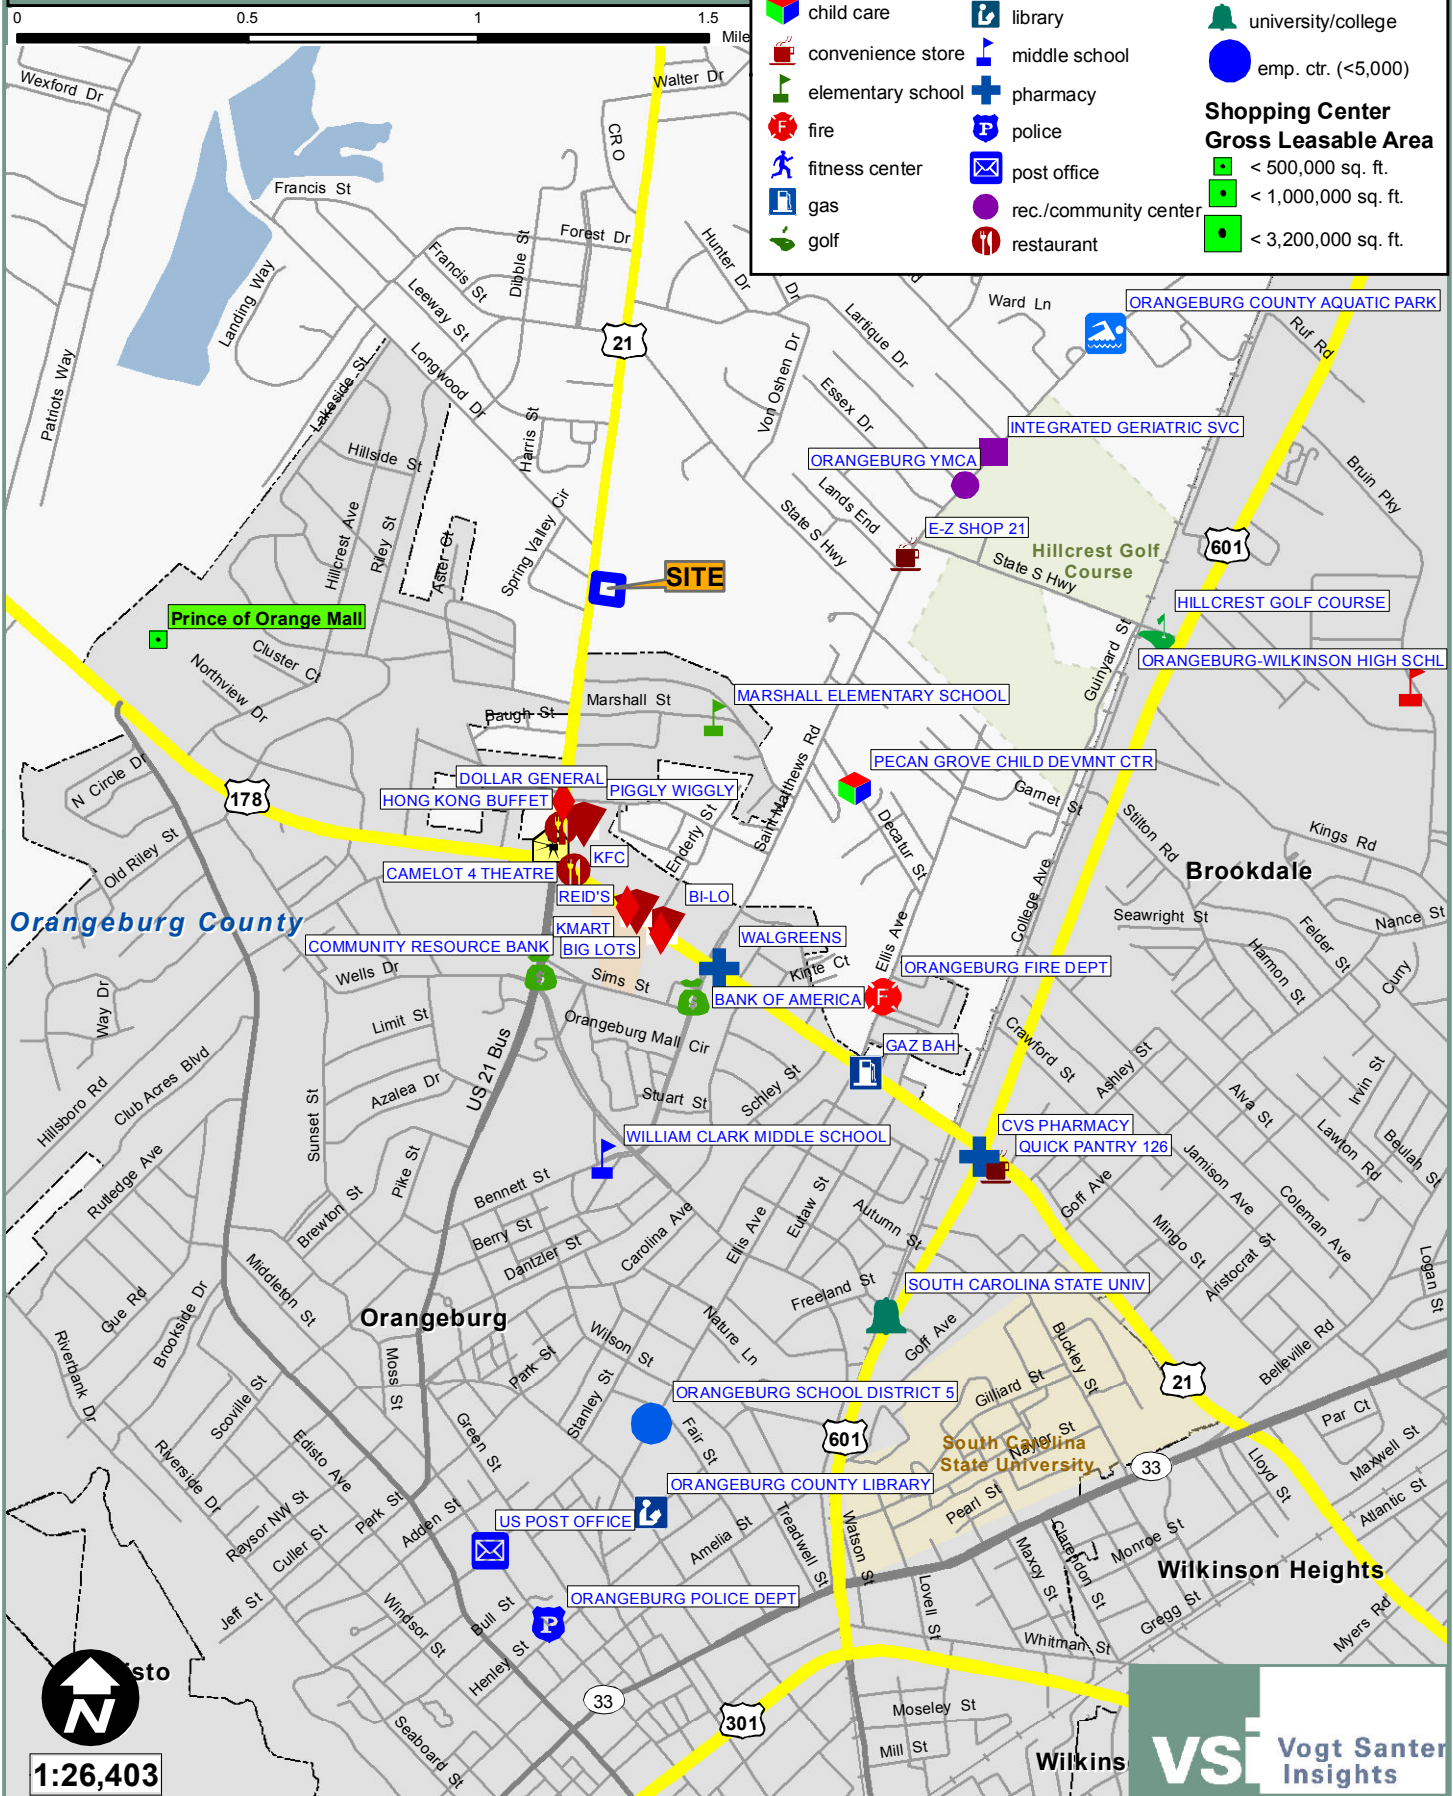 0 0.5 1 1.5
Mile
child care
convenience store
elementary school
fire
fitness center
gas
golf
library
middle school
pharmacy
police
post office
rec./community center
restaurant
university/college
emp. ctr. (<5,000)
Shopping Center
Gross Leasable Area
< 500,000 sq. ft.
< 1,000,000 sq. ft.
< 3,200,000 sq. ft.
Wexford Dr
Walter Dr
CR O
Francis St
Forest Dr
Dibble St
Francis St
Leeway St
Landing Way
Hunter Dr
Dr
Ward Ln
ORANGEBURG COUNTY AQUATIC PARK
Ruf Rd
21
Lartique Dr
Longwood Dr
Lakeside St
Patriots Way
Von Oshen Dr
Essex Dr
INTEGRATED GERIATRIC SVC
Harris St
Hillside St
ORANGEBURG YMCA
Bruin Pky
Lands End
State S Hwy
Spring Valley Cir
Hillcrest Ave
Riley St
Aster Ct
E-Z SHOP 21
601
Hillcrest Golf
Course
State S Hwy
SITE
HILLCREST GOLF COURSE
Prince of Orange Mall
Guinyard St
Cluster Ct
ORANGEBURG-WILKINSON HIGH SCHL
Northview Dr
Marshall St
MARSHALL ELEMENTARY SCHOOL
Baugh St
Saint Matthews Rd
PECAN GROVE CHILD DEVMNT CTR
N Circle Dr
DOLLAR GENERAL
PIGGLY WIGGLY
HONG KONG BUFFET
178
Garnet St
Stilton Rd
Decatur St
Enderly St
Kings Rd
Old Riley St
KFC
CAMELOT 4 THEATRE
Brookdale
REID'S
BI-LO
College Ave
Seawright St
Nance St
Orangeburg County
KMART
WALGREENS
Felder St
COMMUNITY RESOURCE BANK
BIG LOTS
Ellis Ave
Harmon St
Wells Dr
Sims St
Kinte Ct
ORANGEBURG FIRE DEPT
Curry
BANK OF AMERICA
Way Dr
Limit St
Orangeburg Mall Cir
GAZ BAH
Crawford St
Ashley St
US 21 Bus
Club Acres Blvd
Azalea Dr
Stuart St
Schley St
Hillsboro Rd
Sunset St
Alva St
Irvin St
WILLIAM CLARK MIDDLE SCHOOL
CVS PHARMACY
QUICK PANTRY 126
Lawton Rd
Beulah St
Rutledge Ave
Pike St
Bennett St
Jamison Ave
Goff Ave
Brewton St
Berry St
Carolina Ave
Ellis Ave
Eutaw St
Autumn St
Mingo St
Coleman Ave
Dantzler St
Aristocrat St
Logan St
Middleton St
SOUTH CAROLINA STATE UNIV
Freeland St
Gue Rd
Brookside Dr
Orangeburg
Wilson St
Nature Ln
Goff Ave
Buckley St
Belleville Rd
Riverbank Dr
Moss St
Park St
ORANGEBURG SCHOOL DISTRICT 5
Gilliard St
21
Stanley St
Scoville St
Green St
Fair St
601
Par Ct
Edisto Ave
South Carolina
State University
Nayler St
Maxwell St
Riverside Dr
33
Lloyd St
ORANGEBURG COUNTY LIBRARY
Atlantic St
Raysor NW St
Park St
Adden St
US POST OFFICE
Pearl St
Culler St
Amelia St
Treadwell St
Watson St
Maxcy St
Clarendon St
Monroe St
Wilkinson Heights
Jeff St
Windsor St
Bull St
ORANGEBURG POLICE DEPT
Lovell St
Gregg St
Myers Rd
Whitman St
Henley St
isto
N
33
301
Moseley St
Seaboard St
Mill St
Wilkins
1:26,403
vsi
Vogt Santer
Insights